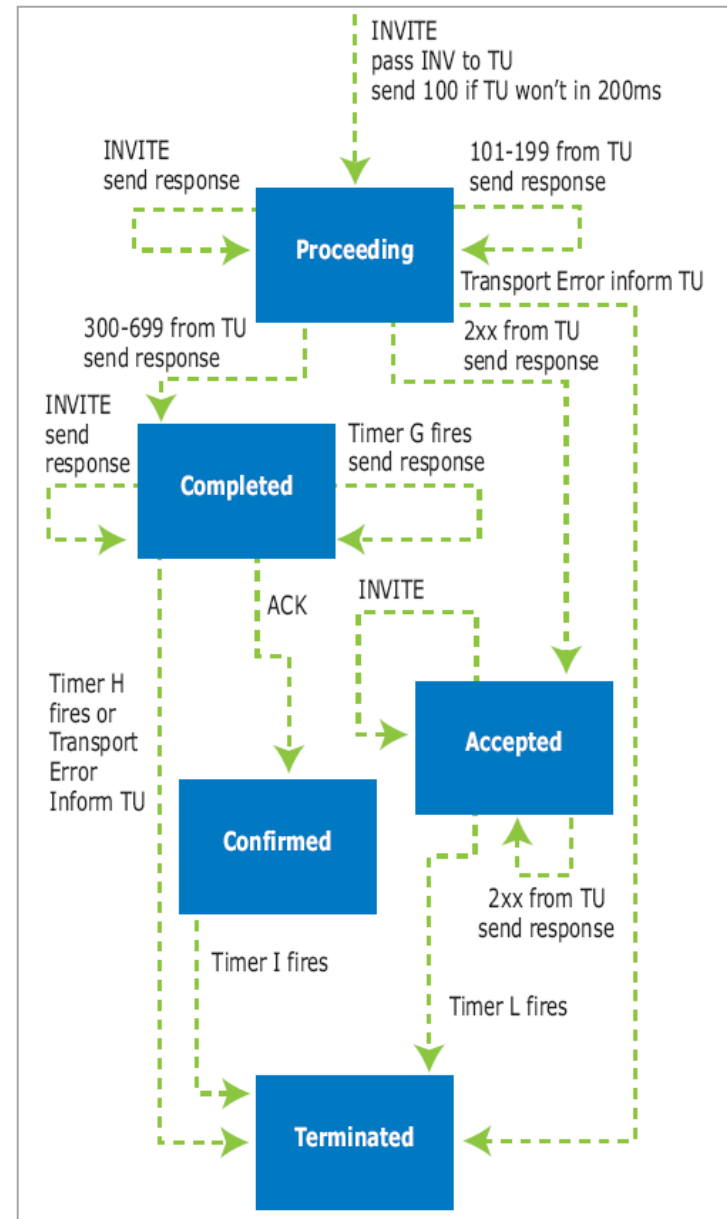 INVITE
pass INV to TU
send 100 if TU won't in 200ms
INVITE
send response
101-199 from TU
send response
Proceeding
Transport Error inform TU
300-699 from TU
send response
2xx from TU
send response
INVITE
send
response
Timer G fires
send response
Completed
ACK
INVITE
Timer H
fires or
Transport
Error
Inform TU
Accepted
Confirmed
2xx from TU
send response
Timer I fires
Timer L fires
Terminated